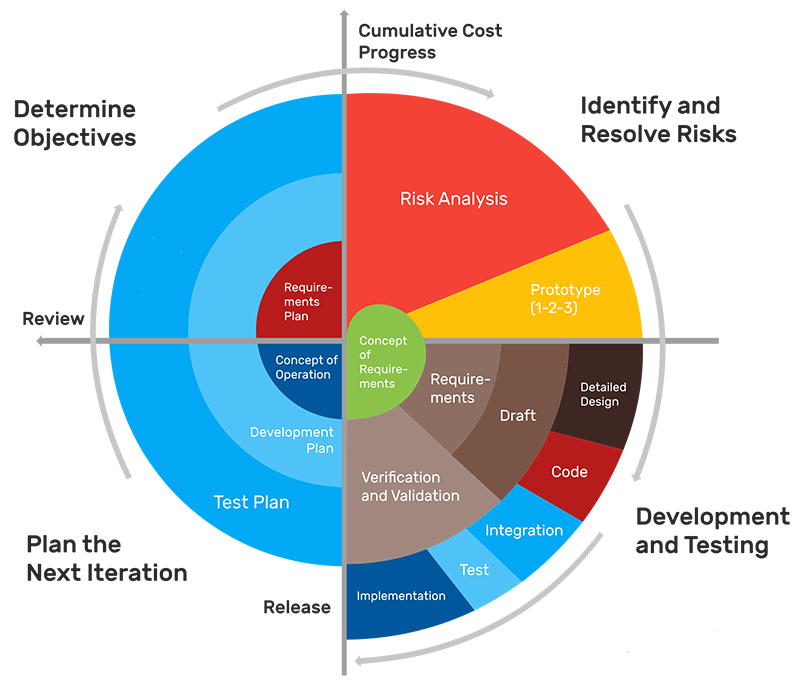 Cumulative Cost
Progress
Determine
Objectives
Identify and
Resolve Risks
Risk Analysis
Prototype
(1-2-3)
Require-
ments
Plan
Review
Concept
of
Require-
ments
Concept of
Operation
Require-
ments
Draft
Detailed
Design
Development
Plan
Code
Verification
and Validation
Test Plan
Integration
Development
and Testing
Plan the
Next Iteration
Test
Implementation
Release